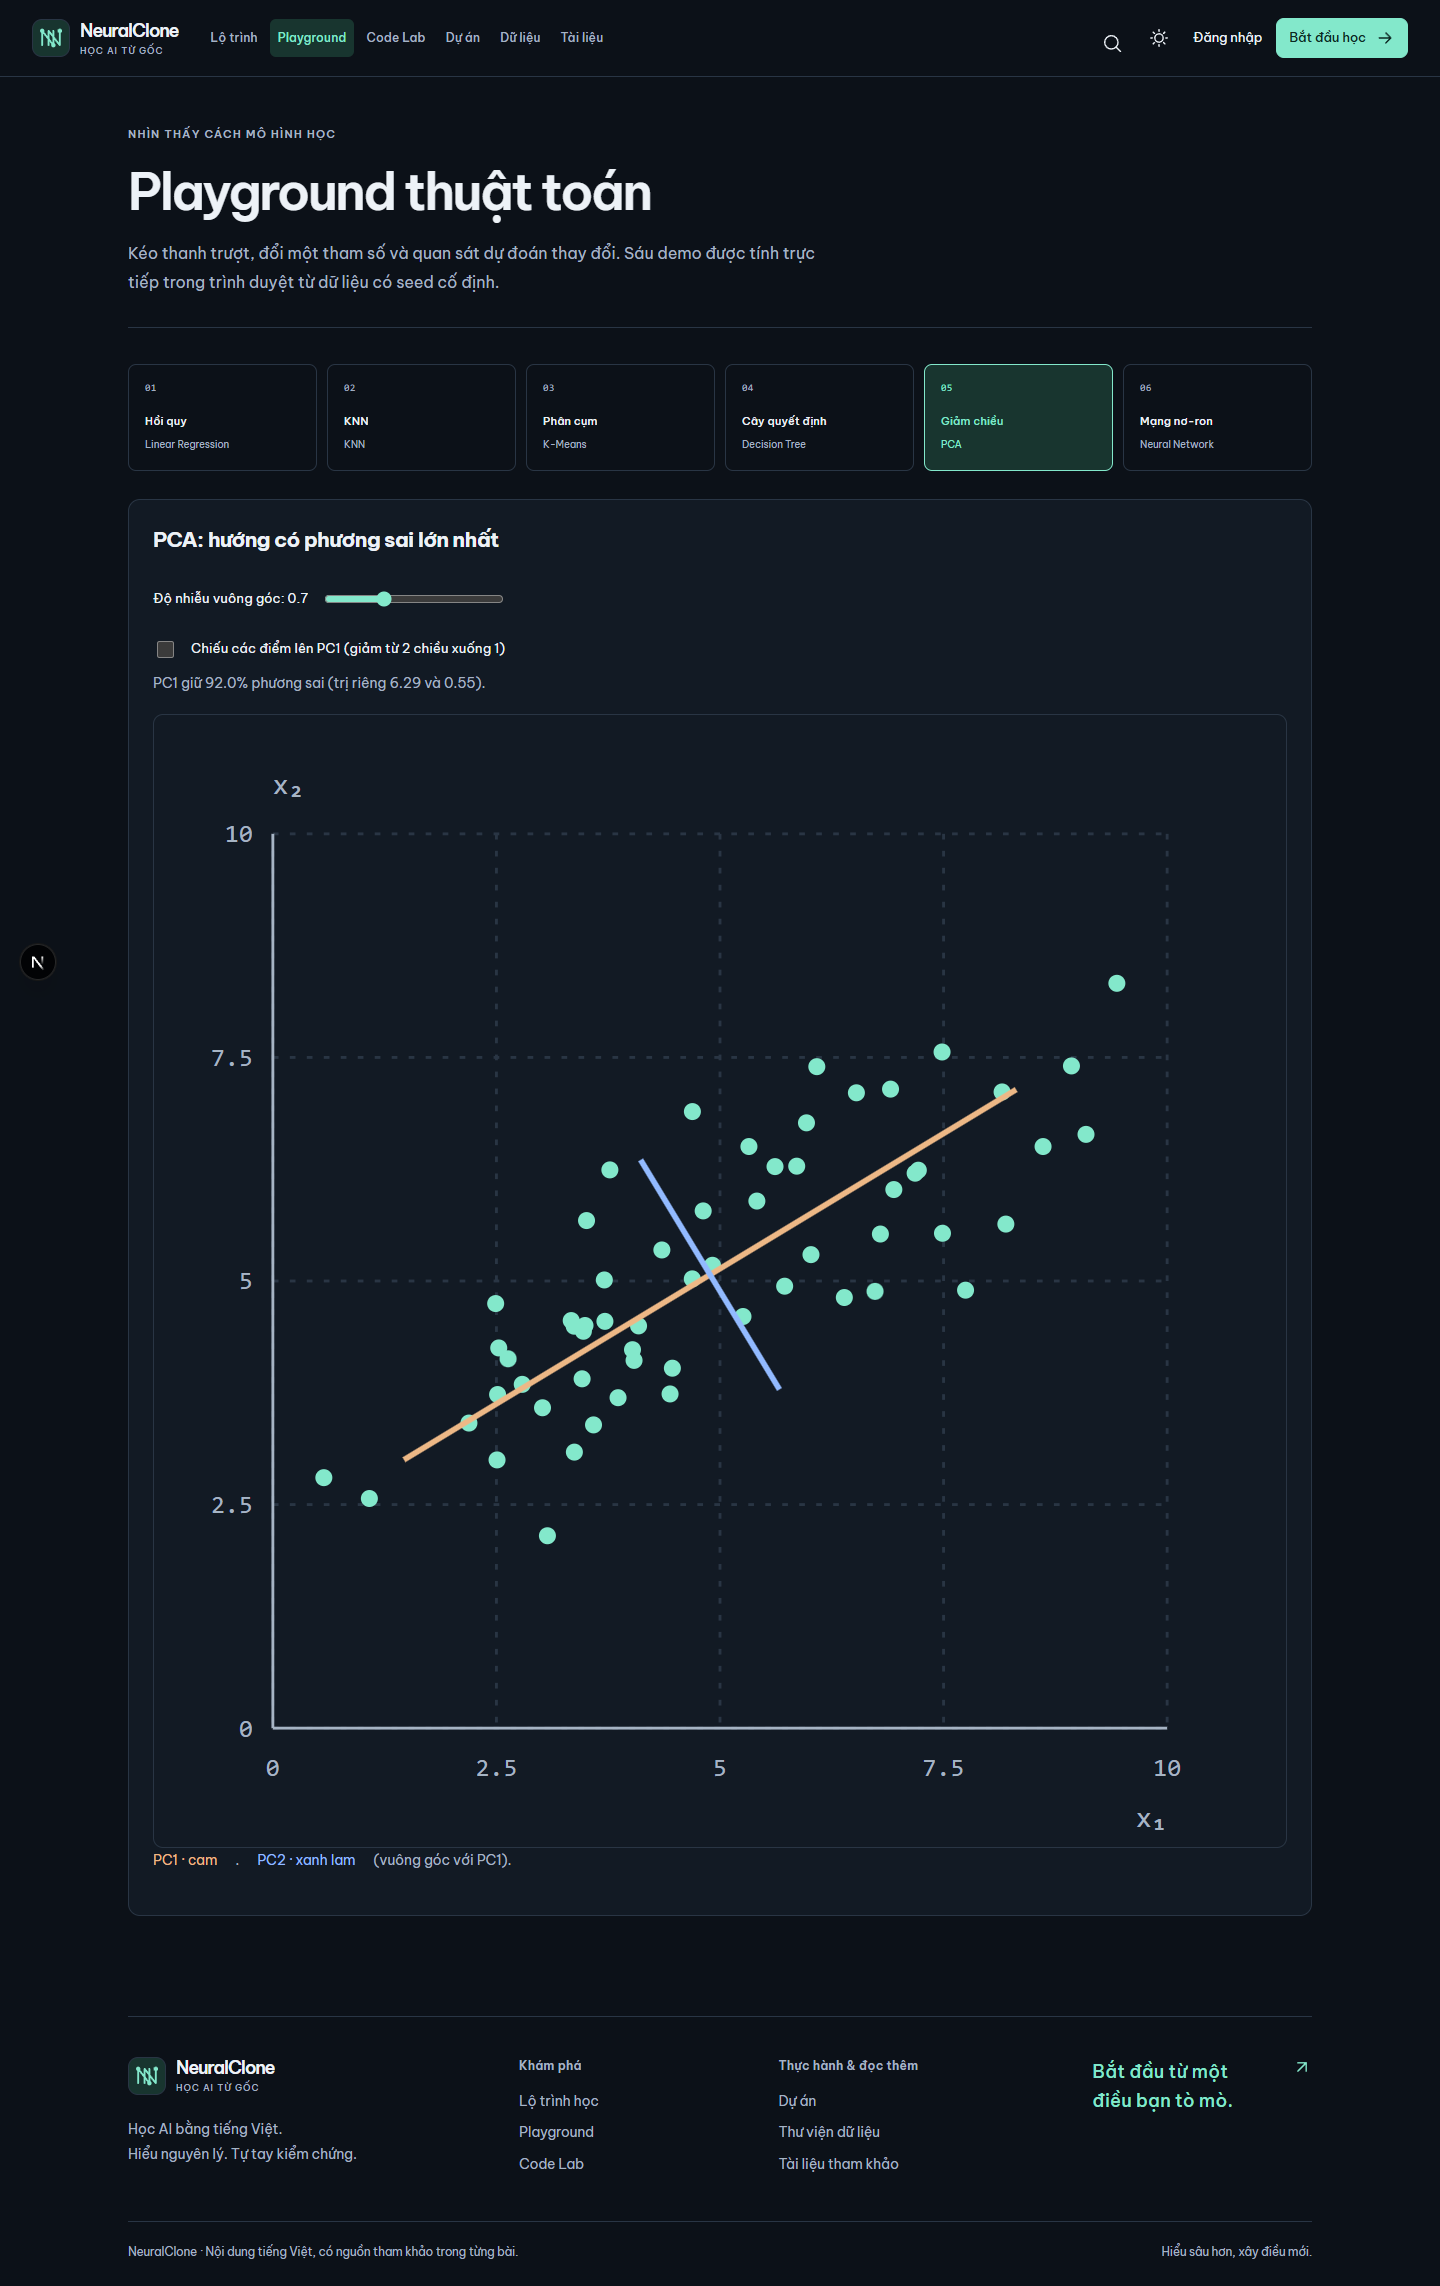 NeuralClone
HỌC AI TỪ GỐC
Lộ trình
Playground
Code Lab
Dự án
Dữ liệu
Tài liệu
Đăng nhập
Bắt đầu học
NHÌN THẤY CÁCH MÔ HÌNH HỌC
Playground thuật toán
Kéo thanh trượt, đổi một tham số và quan sát dự đoán thay đổi. Sáu demo được tính trực
tiếp trong trình duyệt từ dữ liệu có seed cố định.
01
Hồi quy
Linear Regression
02
KNN
KNN
03
Phân cụm
K-Means
04
Cây quyết định
Decision Tree
05
Giảm chiều
PCA
06
Mạng nơ-ron
Neural Network
PCA: hướng có phương sai lớn nhất
Độ nhiễu vuông góc: 0.7
Chiếu các điểm lên PC1 (giảm từ 2 chiều xuống 1)
PC1 giữ 92.0% phương sai (trị riêng 6.29 và 0.55).
x₂
10
7.5
5
2.5
0
0 2.5 5 7.5 10
x₁
N
PC1 · cam . PC2 · xanh lam (vuông góc với PC1).
NeuralClone
HỌC AI TỪ GỐC
Học AI bằng tiếng Việt.
Hiểu nguyên lý. Tự tay kiểm chứng.
Khám phá
Lộ trình học
Playground
Code Lab
Thực hành & đọc thêm
Dự án
Thư viện dữ liệu
Tài liệu tham khảo
Bắt đầu từ một
điều bạn tò mò.
NeuralClone · Nội dung tiếng Việt, có nguồn tham khảo trong từng bài.
Hiểu sâu hơn, xây điều mới.